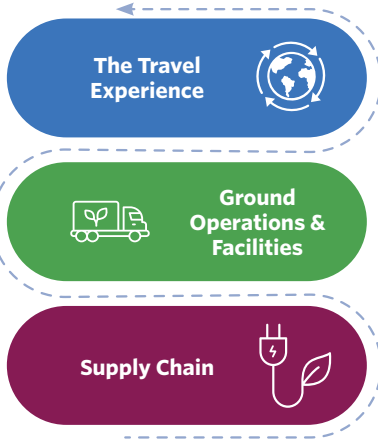 The Travel
Experience
Ground
Operations &
Facilities
Supply Chain